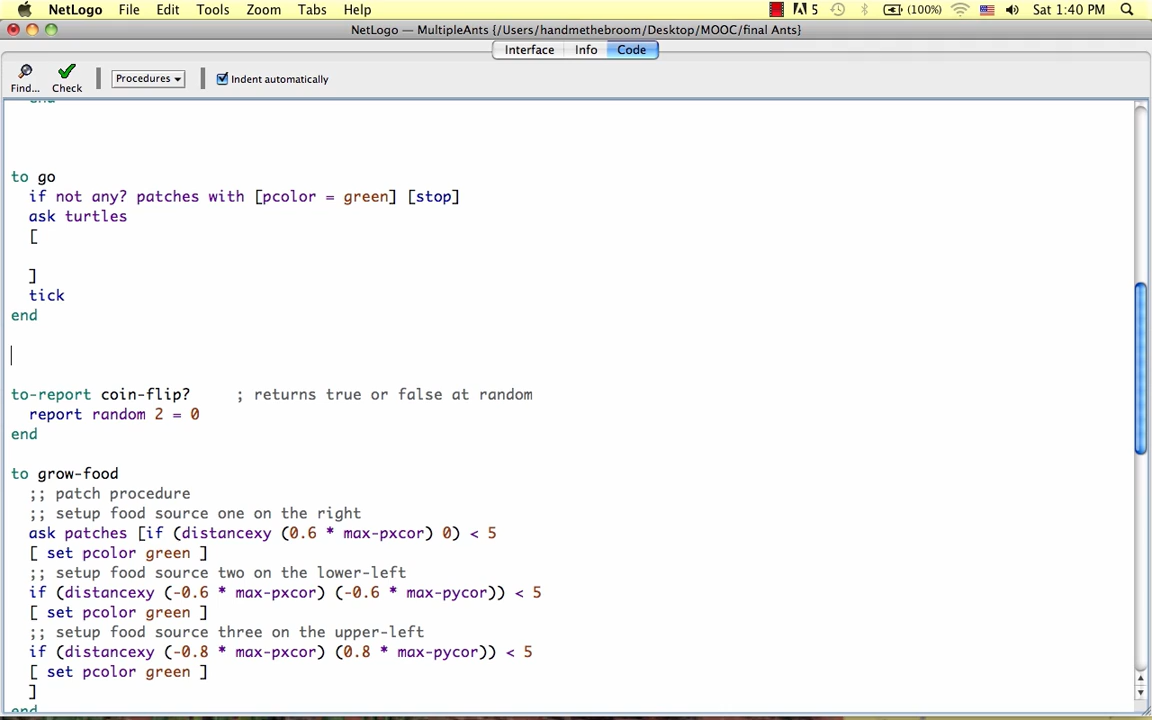 NetLogo File Edit Tools Zoom Tabs Help 5 (100%) Sat 1:40 PM
NetLogo — MultipleAnts {/Users/handmethebroom/Desktop/MOOC/final Ants}
Interface Info Code
Find... Check Procedures Indent automatically
end
to go
if not any? patches with [pcolor = green] [stop]
ask turtles
[
]
tick
end
to-report coin-flip? ; returns true or false at random
report random 2 = 0
end
to grow-food
;; patch procedure
;; setup food source one on the right
ask patches [if (distancexy (0.6 * max-pxcor) 0) < 5
[ set pcolor green ]
;; setup food source two on the lower-left
if (distancexy (-0.6 * max-pxcor) (-0.6 * max-pycor)) < 5
[ set pcolor green ]
;; setup food source three on the upper-left
if (distancexy (-0.8 * max-pxcor) (0.8 * max-pycor)) < 5
[ set pcolor green ]
]
end